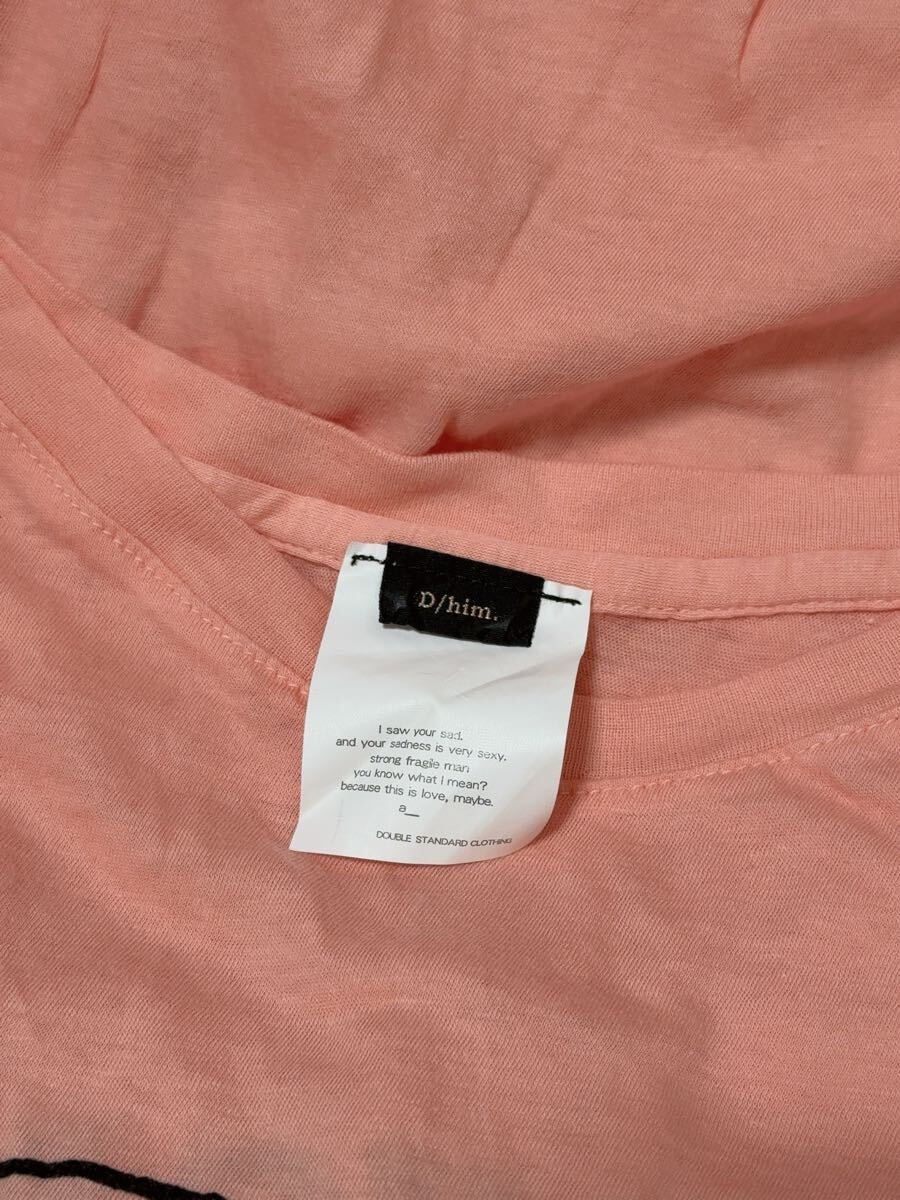 D/him.
I saw your sad.
and your sadness is very sexy.
strong fragile man
you know what I mean?
because this is love, maybe.
a__
DOUBLE STANDARD CLOTHING